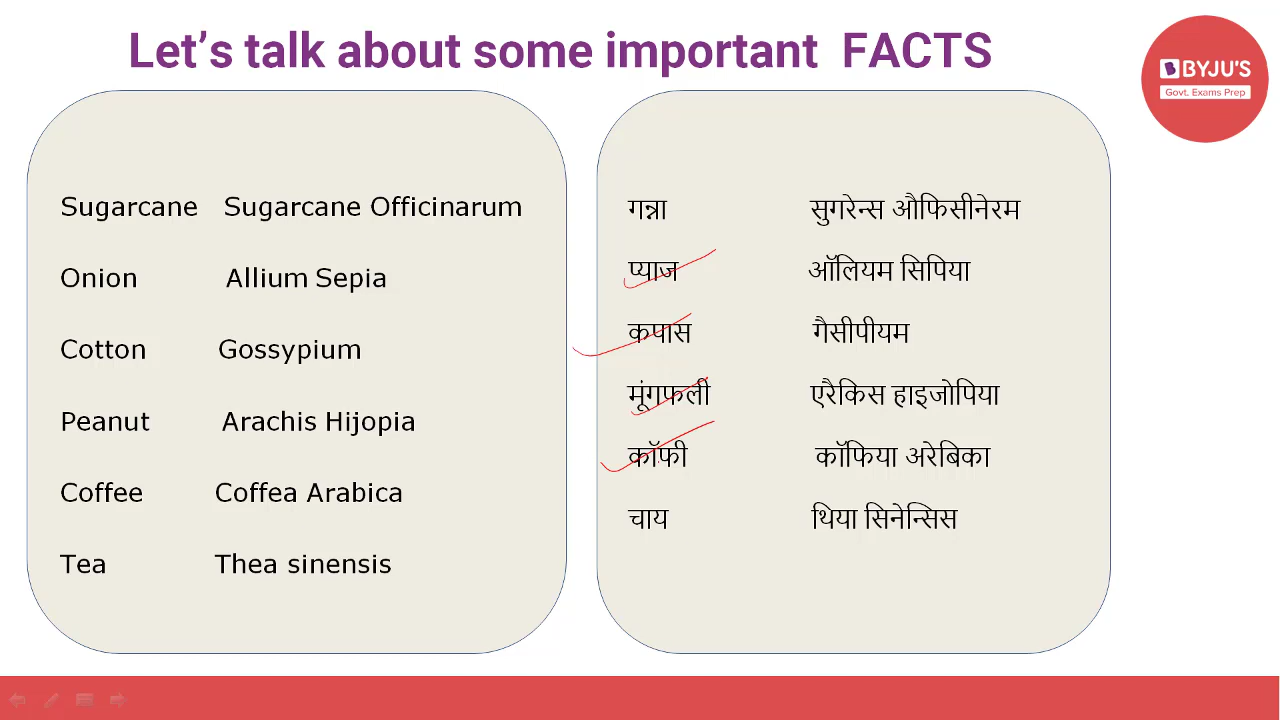 Let's talk about some important FACTS
BYJU'S
Govt. Exams Prep
Sugarcane Sugarcane Officinarum
Onion Allium Sepia
Cotton Gossypium
Peanut Arachis Hijopia
Coffee Coffea Arabica
Tea Thea sinensis
गन्ना सुगरेन्स औफिसीनेरम
प्याज ऑलियम सिपिया
कपास गैसीपीयम
मूंगफली एरैकिस हाइजोपिया
कॉफी कॉफिया अरेबिका
चाय थिया सिनेन्सिस